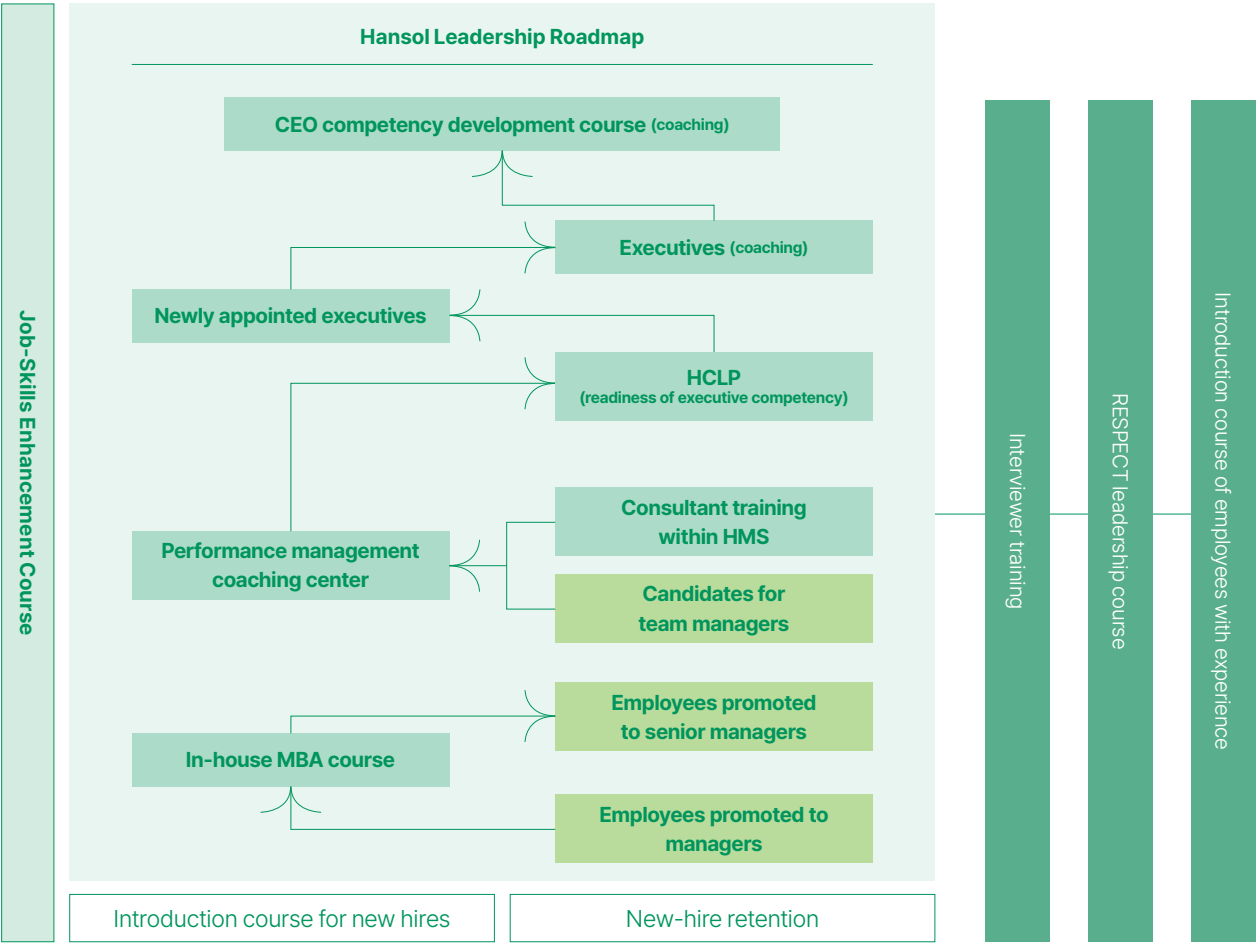 Hansol Leadership Roadmap
CEO competency development course (coaching)
Executives (coaching)
Newly appointed executives
HCLP
(readiness of executive competency)
Consultant training
within HMS
Performance management
coaching center
Candidates for
team managers
Employees promoted
to senior managers
In-house MBA course
Employees promoted to
managers
Introduction course for new hires
New-hire retention
Job-Skills Enhancement Course
Interviewer training
RESPECT leadership course
Introduction course of employees with experience